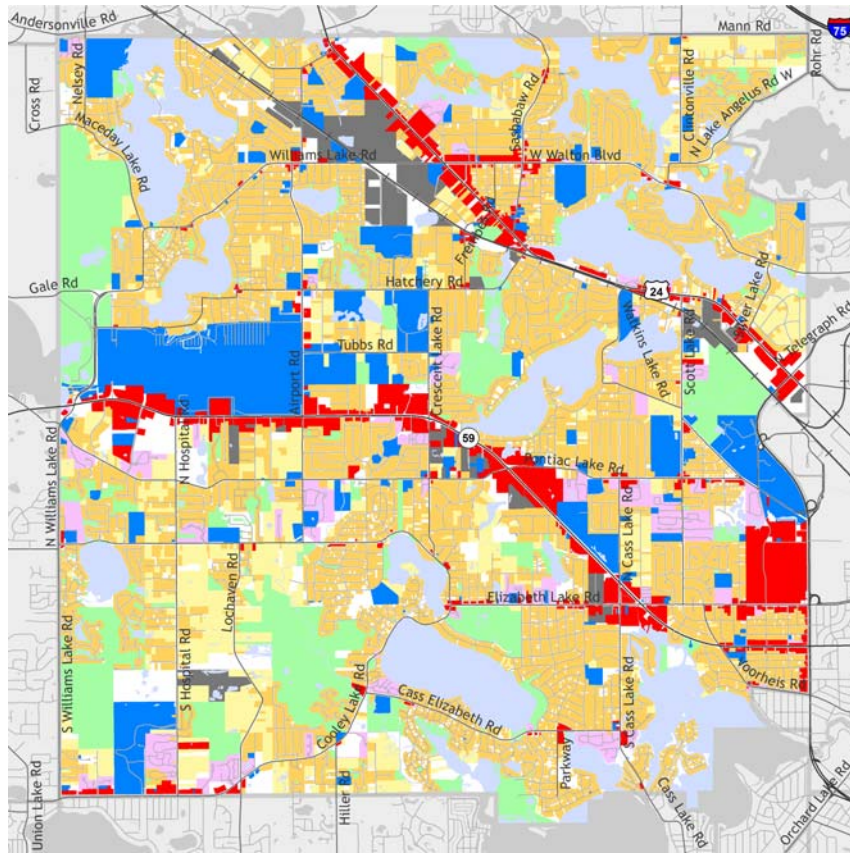 Andersonville Rd
Mann Rd
75
Nelsey Rd
Cross Rd
Rohr Rd
Sashabaw Rd
Clintonville Rd
N Lake Angelus Rd W
Maceday Lake Rd
Williams Lake Rd
W Walton Blvd
Frembes Rd
Gale Rd
Hatchery Rd
24
Silver Lake Rd
Tubbs Rd
Airport Rd
Crescent Lake Rd
Watkins Lake Rd
Scott Lake Rd
N Telegraph Rd
N Williams Lake Rd
N Hospital Rd
59
Pontiac Lake Rd
N Cass Lake Rd
Elizabeth Lake Rd
Lochaven Rd
S Williams Lake Rd
S Hospital Rd
Cooley Lake Rd
Cass Elizabeth Rd
Voorheis Rd
S Cass Lake Rd
Parkway
Union Lake Rd
Hiller Rd
Cass Lake Rd
Orchard Lake Rd